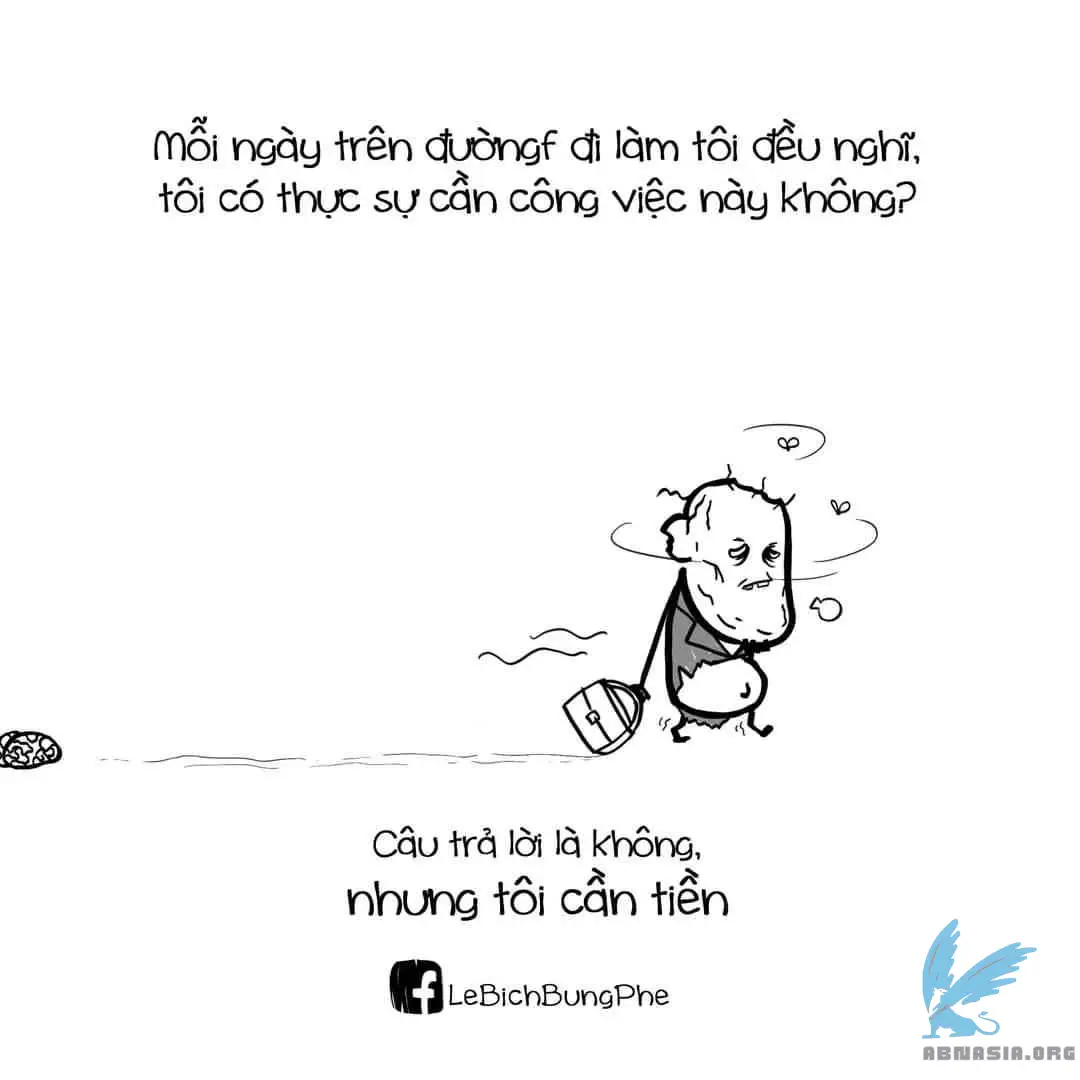 Mỗi ngày trên đườngf đi làm tôi đều nghĩ,
tôi có thực sự cần công việc này không?
Câu trả lời là không,
nhưng tôi cần tiền
f LeBichBungPhe
ABNASIA.ORG